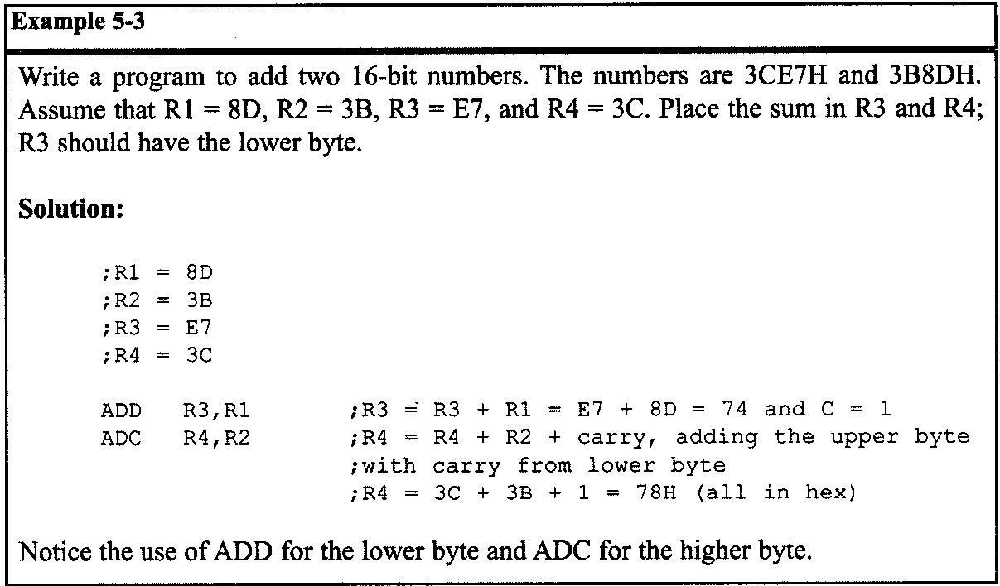 Example 5-3
Write a program to add two 16-bit numbers. The numbers are 3CE7H and 3B8DH.
Assume that R1 = 8D, R2 = 3B, R3 = E7, and R4 = 3C. Place the sum in R3 and R4;
R3 should have the lower byte.
Solution:
;R1 = 8D
;R2 = 3B
;R3 = E7
;R4 = 3C
ADD R3,R1 ;R3 = R3 + R1 = E7 + 8D = 74 and C = 1
ADC R4,R2 ;R4 = R4 + R2 + carry, adding the upper byte
;with carry from lower byte
;R4 = 3C + 3B + 1 = 78H (all in hex)
Notice the use of ADD for the lower byte and ADC for the higher byte.